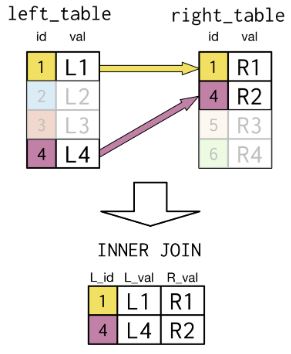 left_table right_table
id val id val
1 L1 1 R1
2 L2 4 R2
3 L3 5 R3
4 L4 6 R4
INNER JOIN
L_id L_val R_val
1 L1 R1
4 L4 R2